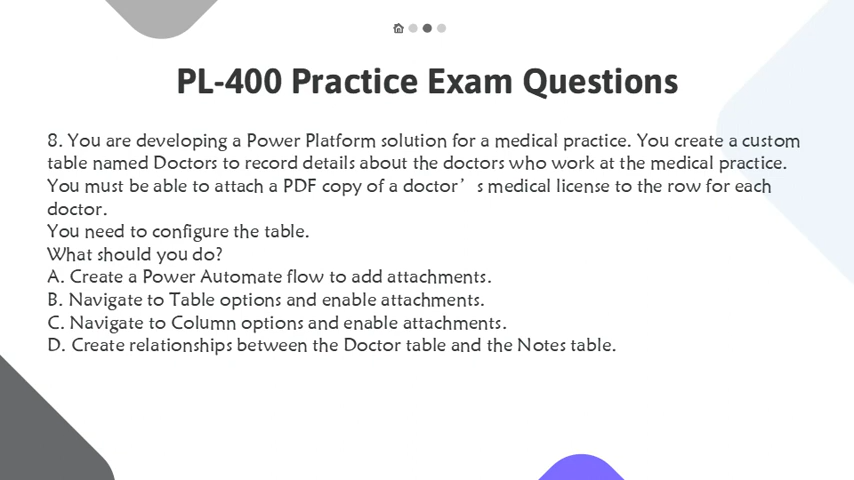 PL-400 Practice Exam Questions
8. You are developing a Power Platform solution for a medical practice. You create a custom
table named Doctors to record details about the doctors who work at the medical practice.
You must be able to attach a PDF copy of a doctor’s medical license to the row for each
doctor.
You need to configure the table.
What should you do?
A. Create a Power Automate flow to add attachments.
B. Navigate to Table options and enable attachments.
C. Navigate to Column options and enable attachments.
D. Create relationships between the Doctor table and the Notes table.